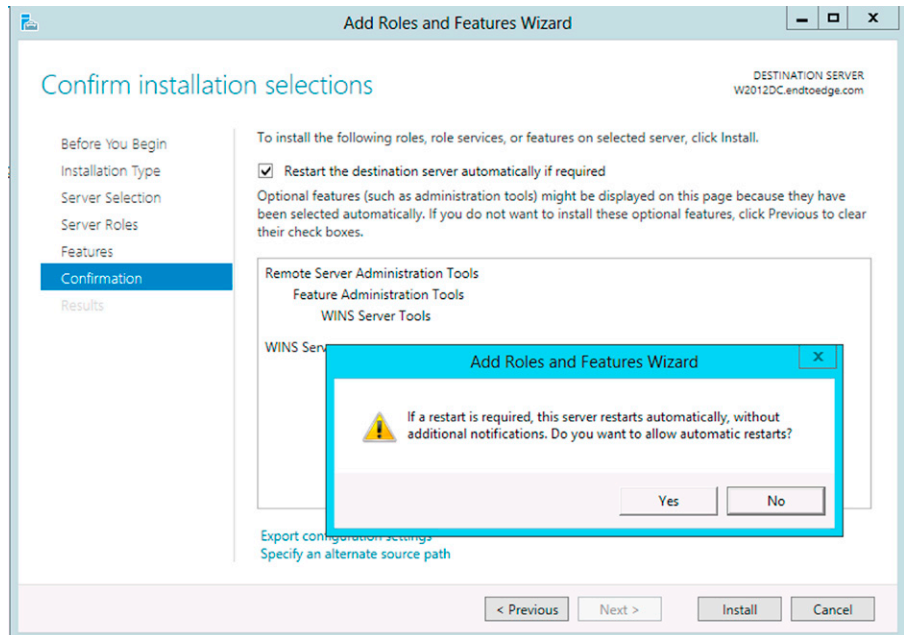 Add Roles and Features Wizard
Confirm installation selections
DESTINATION SERVER
W2012DC.endtoedge.com
Before You Begin
Installation Type
Server Selection
Server Roles
Features
Confirmation
Results
To install the following roles, role services, or features on selected server, click Install.
Restart the destination server automatically if required
Optional features (such as administration tools) might be displayed on this page because they have
been selected automatically. If you do not want to install these optional features, click Previous to clear
their check boxes.
Remote Server Administration Tools
Feature Administration Tools
WINS Server Tools
WINS Serv
Add Roles and Features Wizard
If a restart is required, this server restarts automatically, without
additional notifications. Do you want to allow automatic restarts?
Yes
No
Export configuration settings
Specify an alternate source path
< Previous
Next >
Install
Cancel